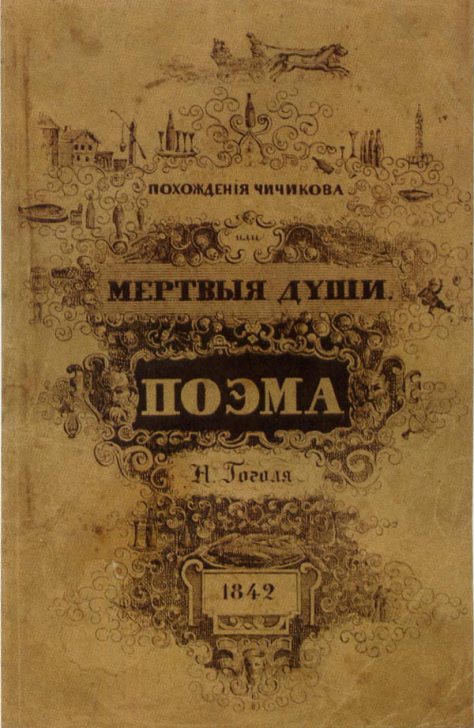 ПОХОЖДЕНІЯ ЧИЧИКОВА
ИЛИ
МЕРТВЫЯ ДУШИ.
ПОЭМА
Н. Гоголя
1842